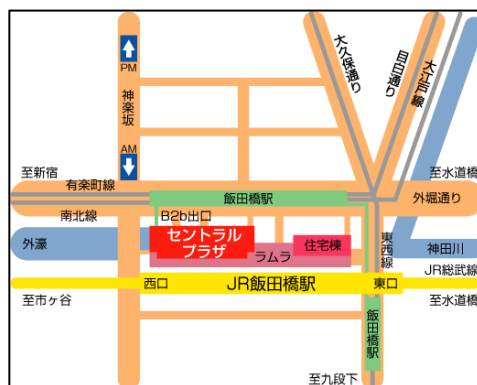 大久保通り
目白通り
大江戸線
PM
神楽坂
AM
至新宿
至水道橋
有楽町線
飯田橋駅
外堀通り
南北線
B2b出口
外濠
セントラル
プラザ
ラムラ
住宅棟
東西線
神田川
JR総武線
西口
JR飯田橋駅
東口
至市ヶ谷
至水道橋
飯田橋駅
至九段下